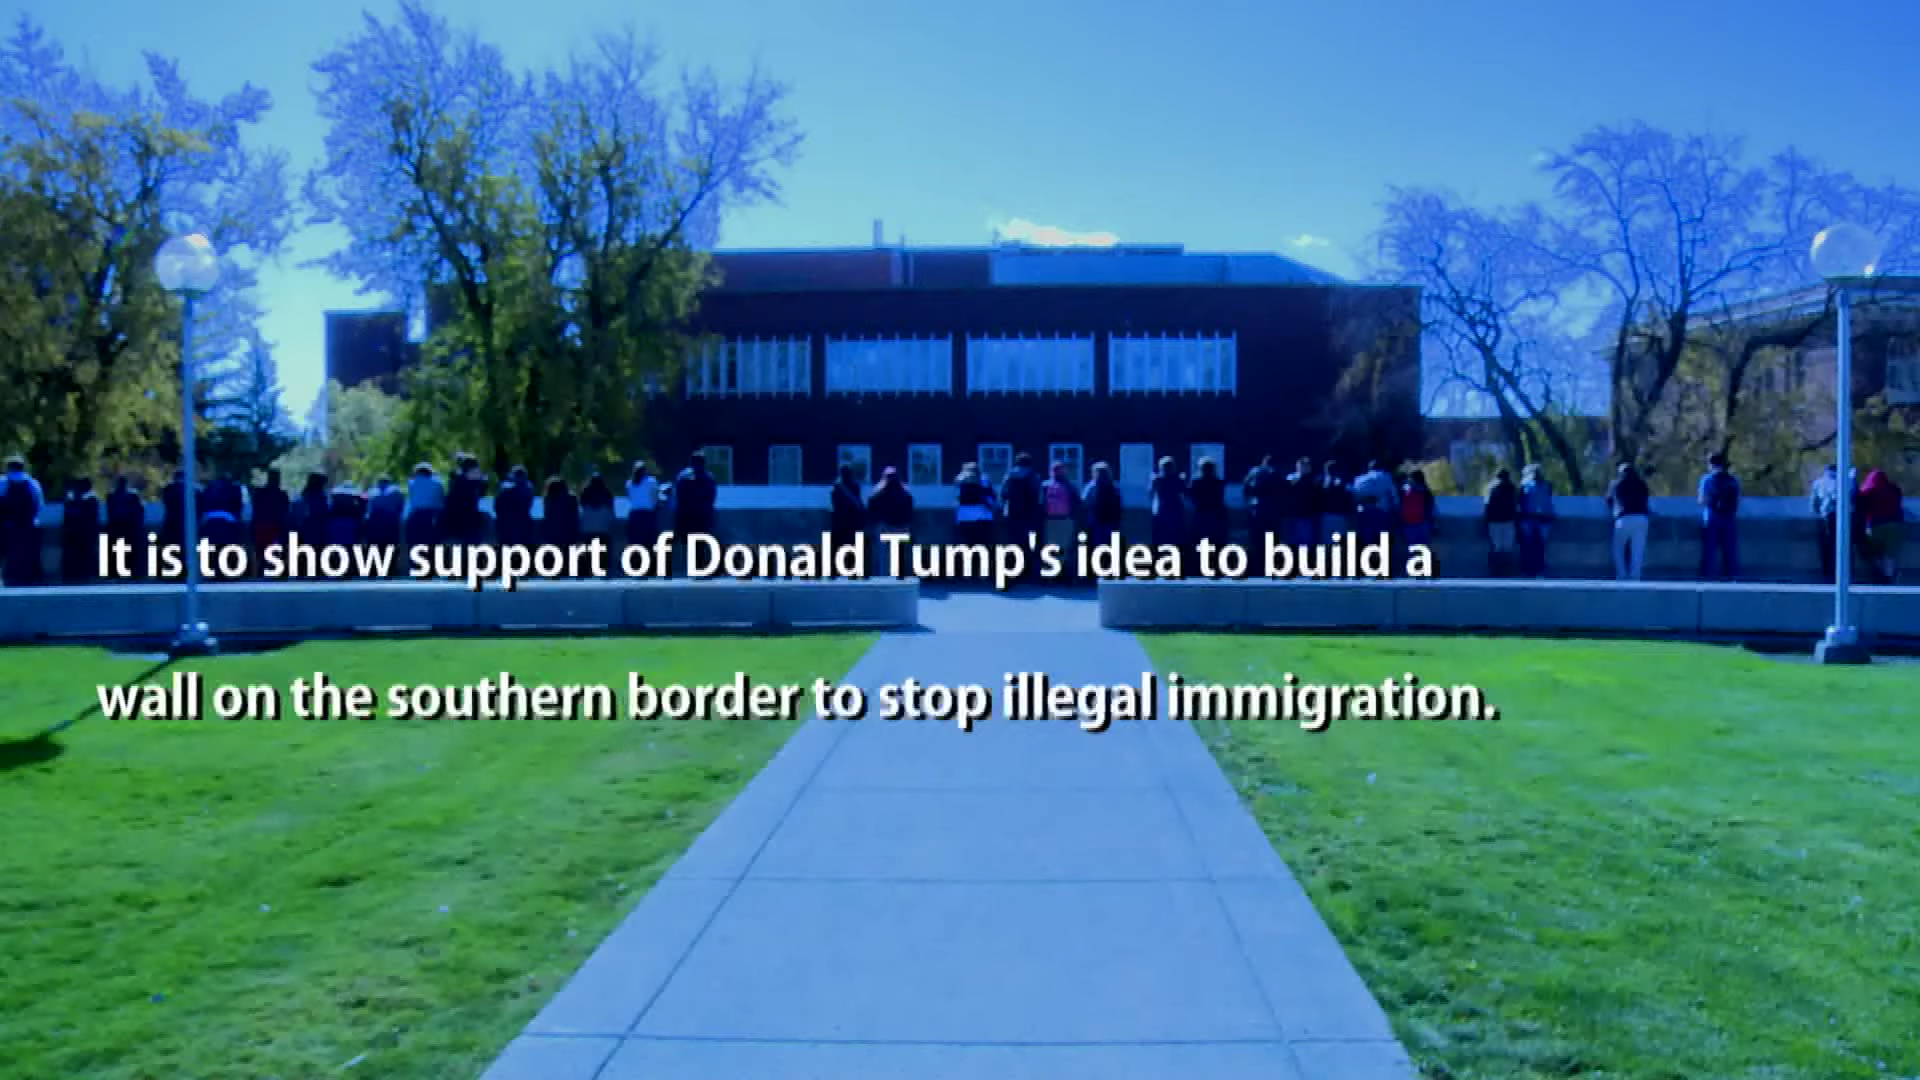 It is to show support of Donald Tump's idea to build a
wall on the southern border to stop illegal immigration.